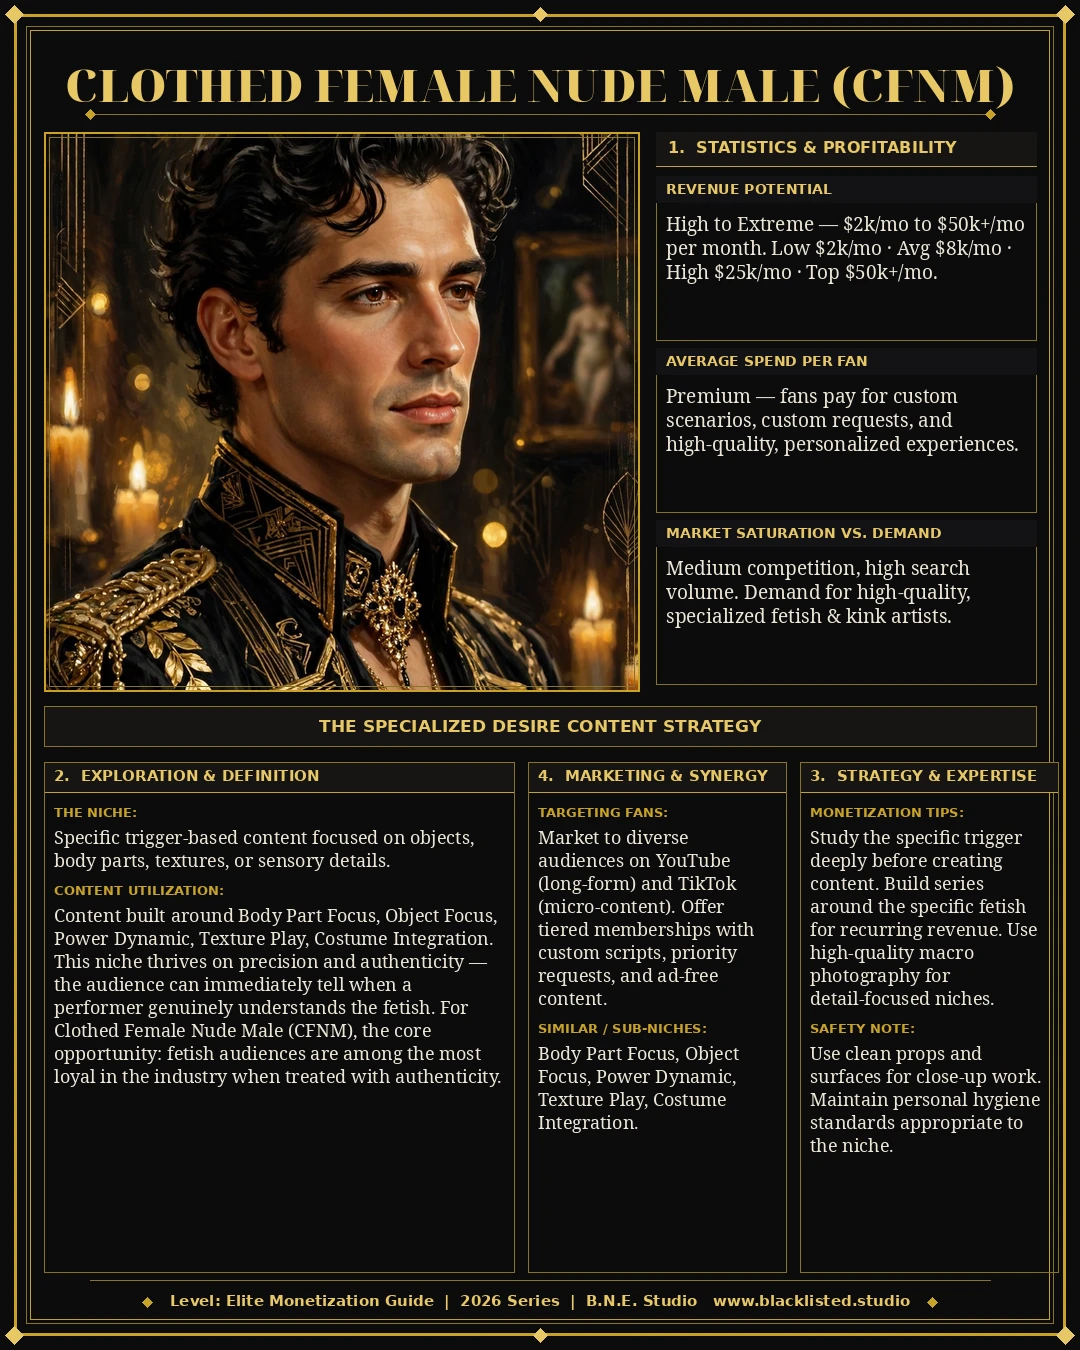 CLOTHED FEMALE NUDE MALE (CFNM)
1. STATISTICS & PROFITABILITY
REVENUE POTENTIAL
High to Extreme — $2k/mo to $50k+/mo
per month. Low $2k/mo · Avg $8k/mo ·
High $25k/mo · Top $50k+/mo.
AVERAGE SPEND PER FAN
Premium — fans pay for custom
scenarios, custom requests, and
high-quality, personalized experiences.
MARKET SATURATION VS. DEMAND
Medium competition, high search
volume. Demand for high-quality,
specialized fetish & kink artists.
THE SPECIALIZED DESIRE CONTENT STRATEGY
2. EXPLORATION & DEFINITION
THE NICHE:
Specific trigger-based content focused on objects,
body parts, textures, or sensory details.
CONTENT UTILIZATION:
Content built around Body Part Focus, Object Focus,
Power Dynamic, Texture Play, Costume Integration.
This niche thrives on precision and authenticity —
the audience can immediately tell when a
performer genuinely understands the fetish. For
Clothed Female Nude Male (CFNM), the core
opportunity: fetish audiences are among the most
loyal in the industry when treated with authenticity.
4. MARKETING & SYNERGY
TARGETING FANS:
Market to diverse
audiences on YouTube
(long-form) and TikTok
(micro-content). Offer
tiered memberships with
custom scripts, priority
requests, and ad-free
content.
SIMILAR / SUB-NICHES:
Body Part Focus, Object
Focus, Power Dynamic,
Texture Play, Costume
Integration.
3. STRATEGY & EXPERTISE
MONETIZATION TIPS:
Study the specific trigger
deeply before creating
content. Build series
around the specific fetish
for recurring revenue. Use
high-quality macro
photography for
detail-focused niches.
SAFETY NOTE:
Use clean props and
surfaces for close-up work.
Maintain personal hygiene
standards appropriate to
the niche.
Level: Elite Monetization Guide | 2026 Series | B.N.E. Studio www.blacklisted.studio